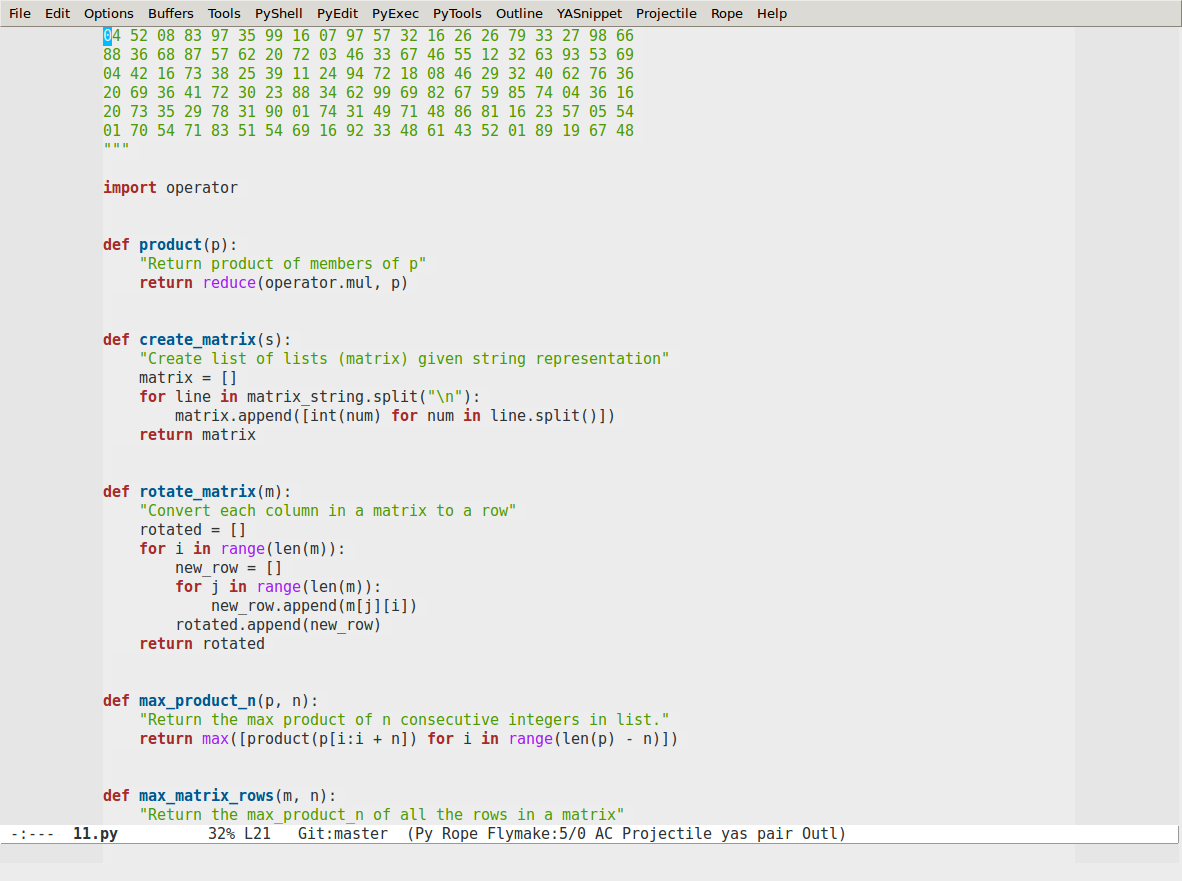 File Edit Options Buffers Tools PyShell PyEdit PyExec PyTools Outline YASnippet Projectile Rope Help
04 52 08 83 97 35 99 16 07 97 57 32 16 26 26 79 33 27 98 66
88 36 68 87 57 62 20 72 03 46 33 67 46 55 12 32 63 93 53 69
04 42 16 73 38 25 39 11 24 94 72 18 08 46 29 32 40 62 76 36
20 69 36 41 72 30 23 88 34 62 99 69 82 67 59 85 74 04 36 16
20 73 35 29 78 31 90 01 74 31 49 71 48 86 81 16 23 57 05 54
01 70 54 71 83 51 54 69 16 92 33 48 61 43 52 01 89 19 67 48
"""

import operator


def product(p):
    "Return product of members of p"
    return reduce(operator.mul, p)


def create_matrix(s):
    "Create list of lists (matrix) given string representation"
    matrix = []
    for line in matrix_string.split("\n"):
        matrix.append([int(num) for num in line.split()])
    return matrix


def rotate_matrix(m):
    "Convert each column in a matrix to a row"
    rotated = []
    for i in range(len(m)):
        new_row = []
        for j in range(len(m)):
            new_row.append(m[j][i])
        rotated.append(new_row)
    return rotated


def max_product_n(p, n):
    "Return the max product of n consecutive integers in list."
    return max([product(p[i:i + n]) for i in range(len(p) - n)])


def max_matrix_rows(m, n):
    "Return the max_product_n of all the rows in a matrix"
-:--- 11.py 32% L21 Git:master (Py Rope Flymake:5/0 AC Projectile yas pair Outl)